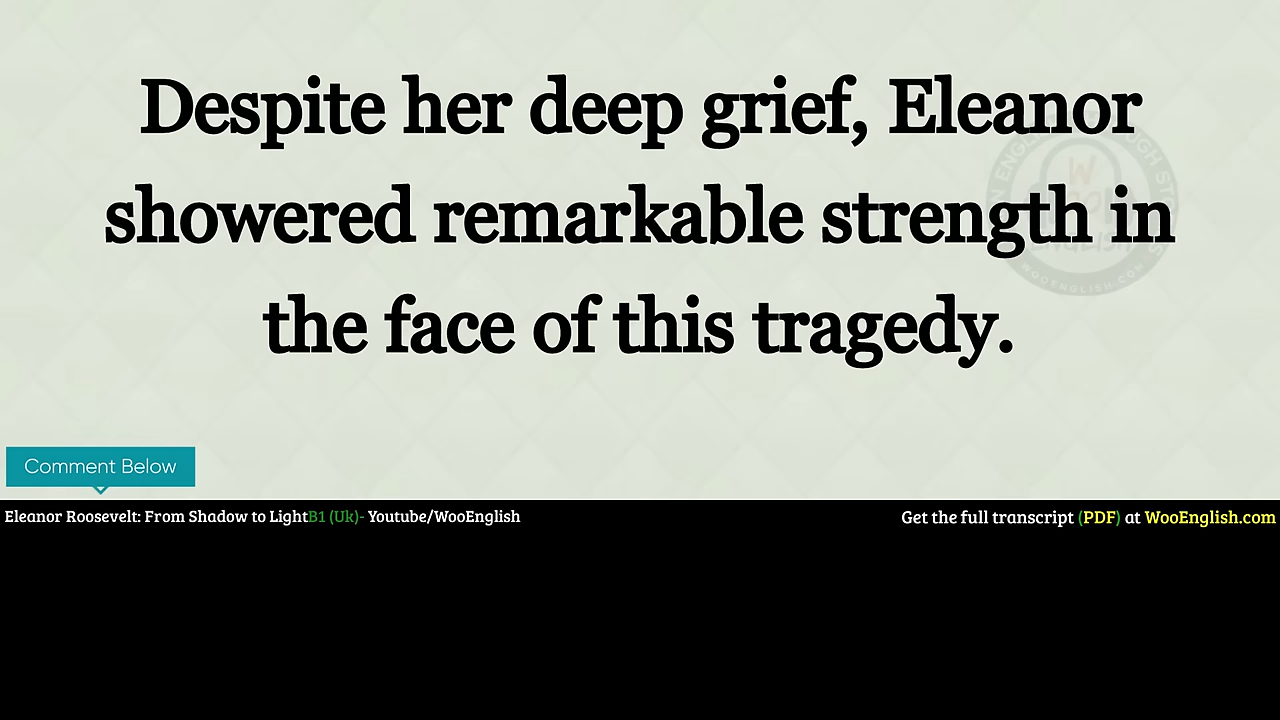 Despite her deep grief, Eleanor
showered remarkable strength in
the face of this tragedy.
Comment Below
Eleanor Roosevelt: From Shadow to LightB1 (Uk)- Youtube/WooEnglish
Get the full transcript (PDF) at WooEnglish.com